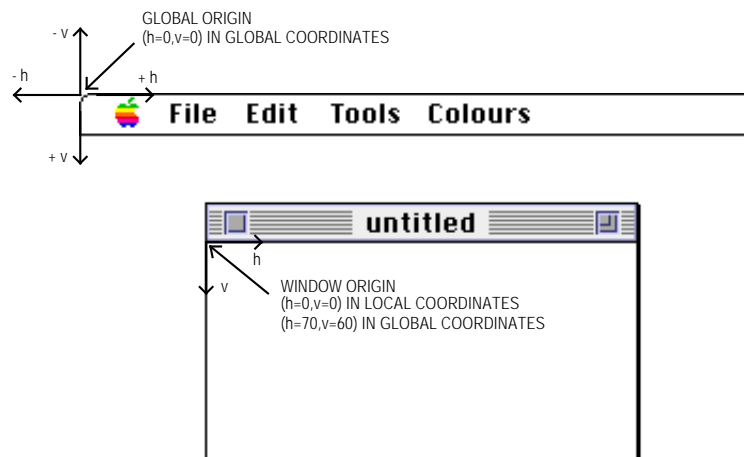 GLOBAL ORIGIN
(h=0,v=0) IN GLOBAL COORDINATES
- v
- h
+ h
File Edit Tools Colours
+ v
untitled
h
v
WINDOW ORIGIN
(h=0,v=0) IN LOCAL COORDINATES
(h=70,v=60) IN GLOBAL COORDINATES